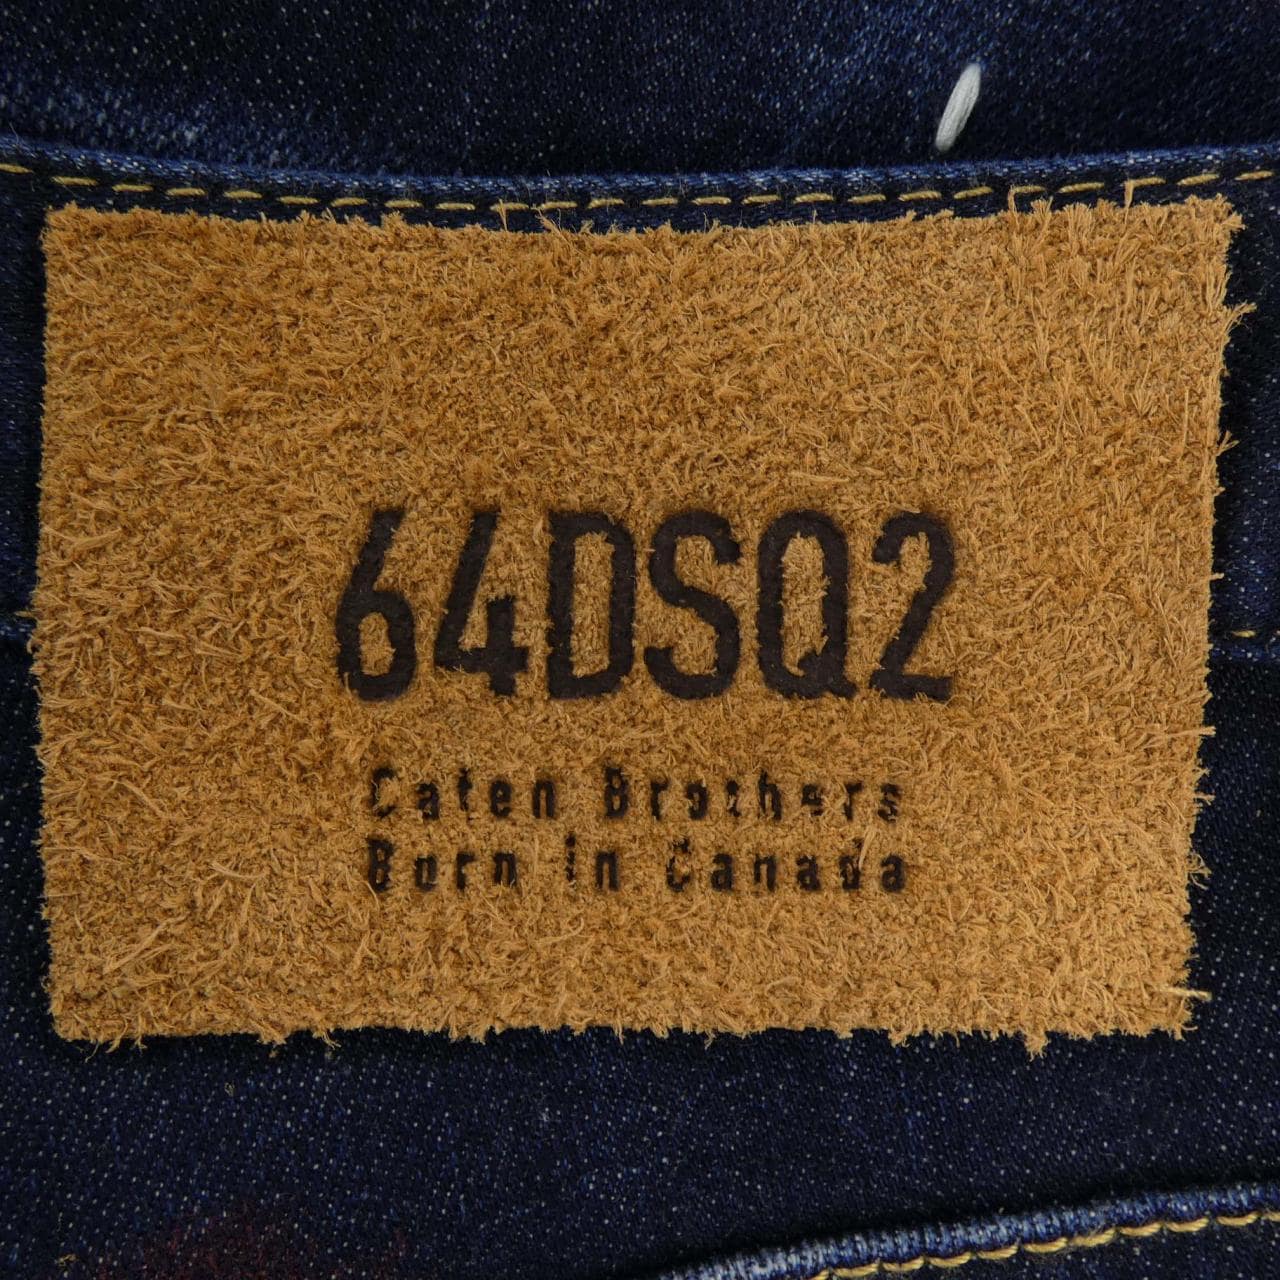 64DSQ2
Caten Brothers
Born in Canada